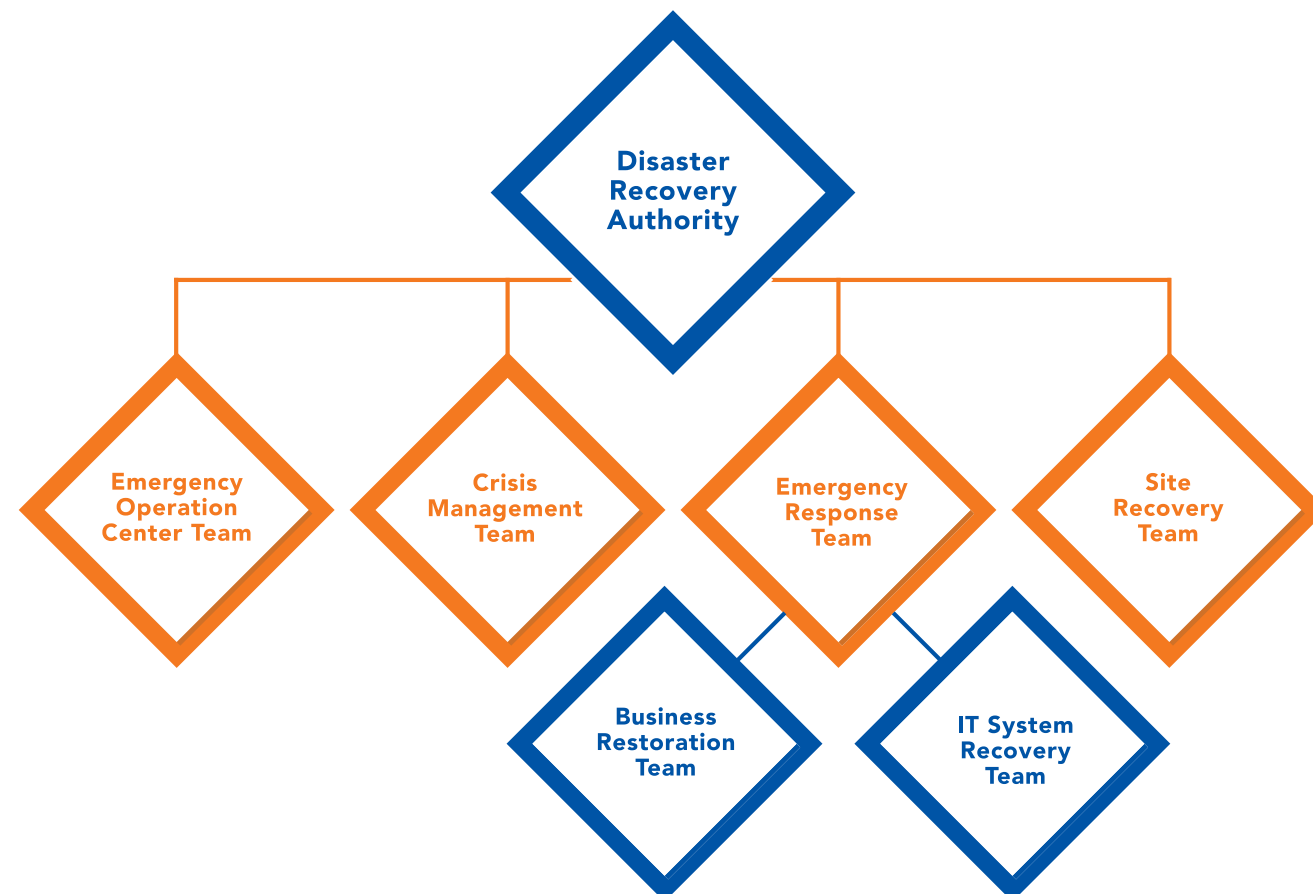 Disaster
Recovery
Authority
Emergency
Operation
Center Team
Crisis
Management
Team
Emergency
Response
Team
Site
Recovery
Team
Business
Restoration
Team
IT System
Recovery
Team